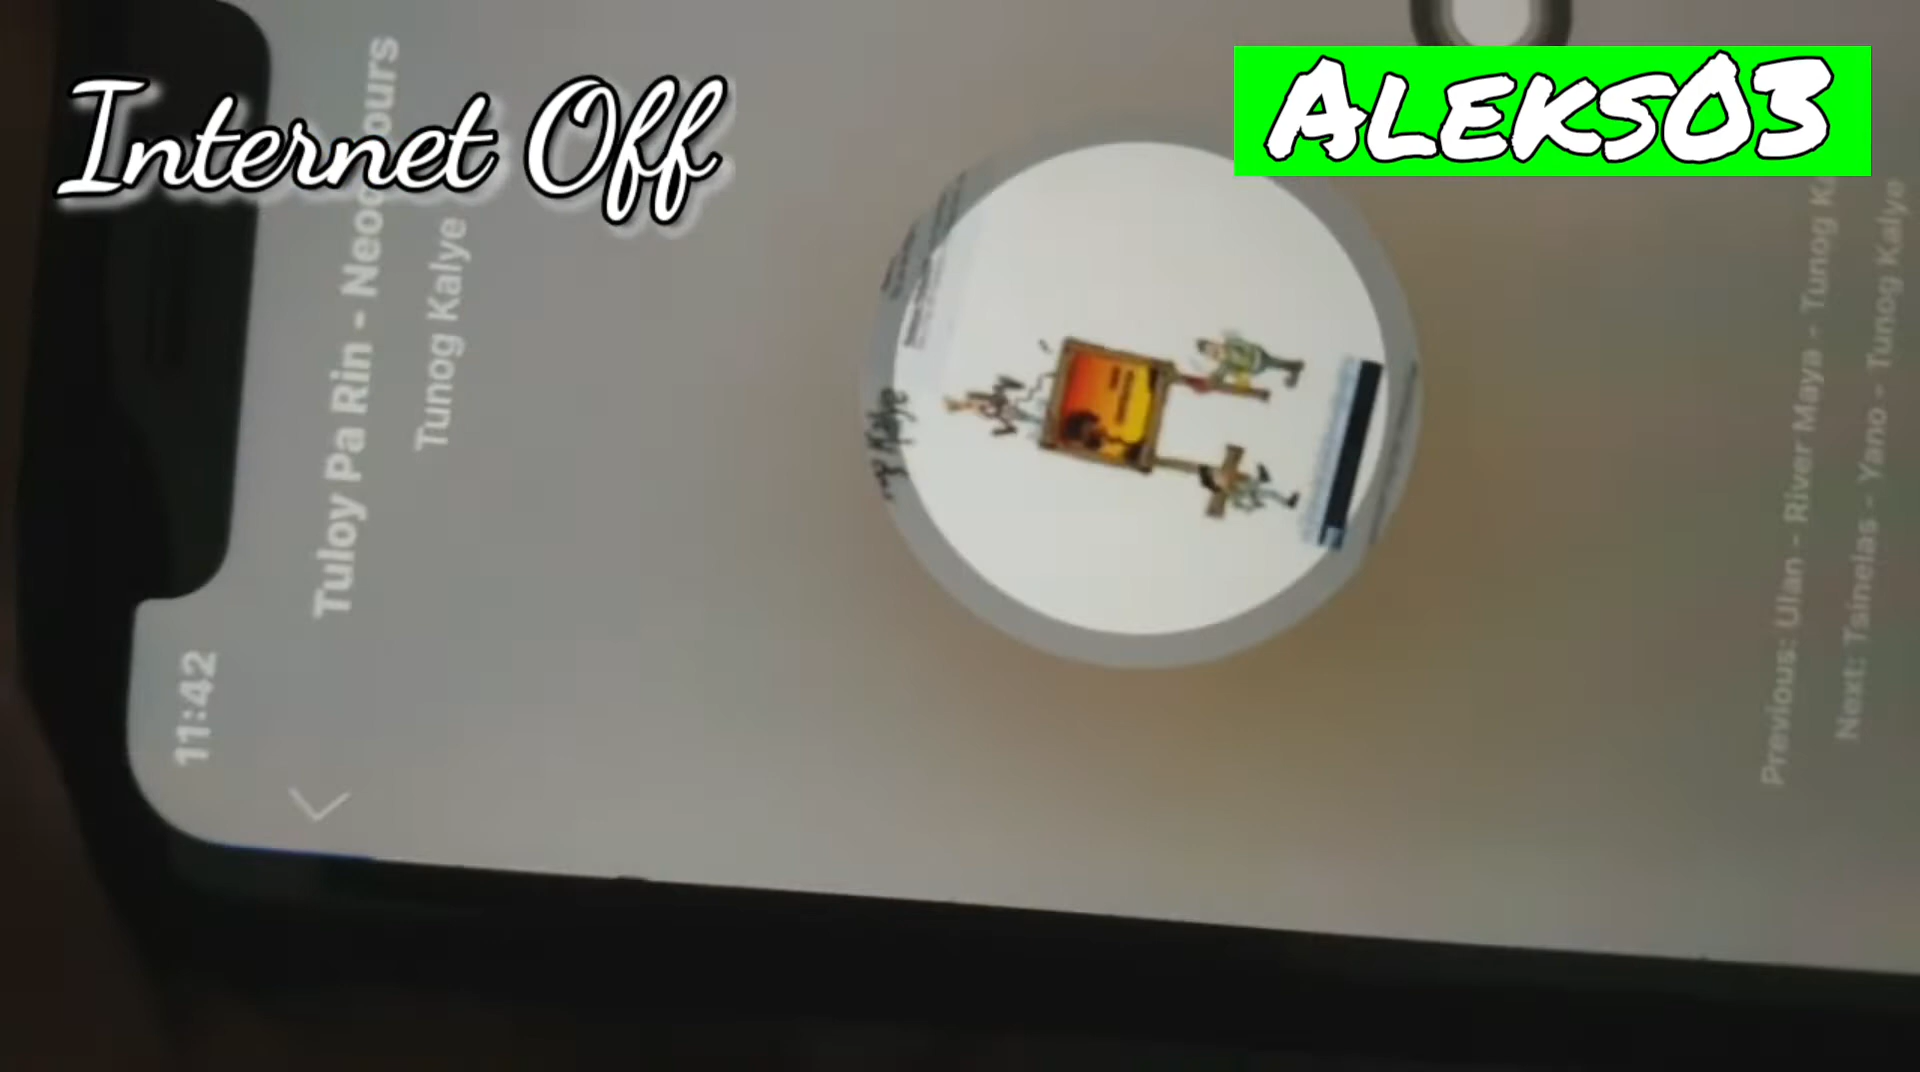 Internet Off
Aleks03
11:42
Tuloy Pa Rin - Neocolours
Tunog Kalye
Previous: Ulan - River Maya - Tunog
Next: Tsinelas - Yano - Tunog Kalye